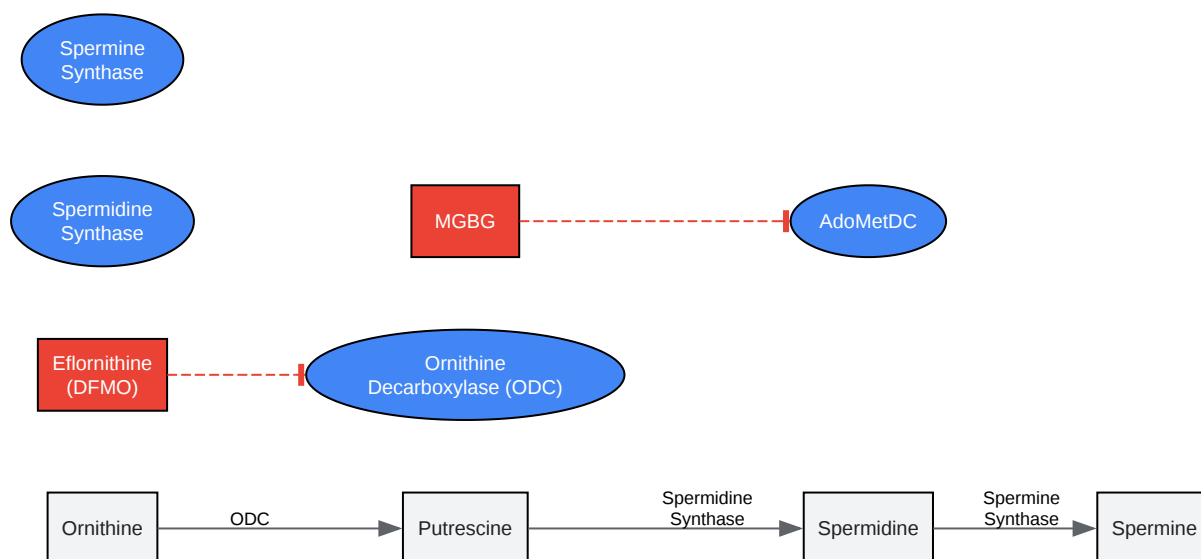 Spermine
Synthase
Spermidine
Synthase
MGBG
AdoMetDC
Eflornithine
(DFMO)
Ornithine
Decarboxylase (ODC)
Ornithine
ODC
Putrescine
Spermidine
Synthase
Spermidine
Spermine
Synthase
Spermine